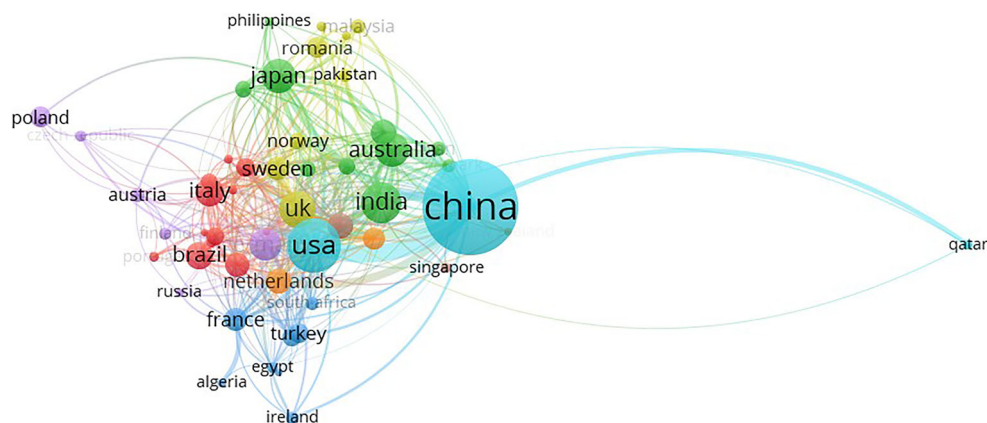 philippines
malaysia
romania
japan
pakistan
poland
czech republic
norway
australia
sweden
italy
austria
india
uk
china
finland
usa
brazil
singapore
qatar
netherlands
russia
south africa
france
turkey
egypt
algeria
ireland